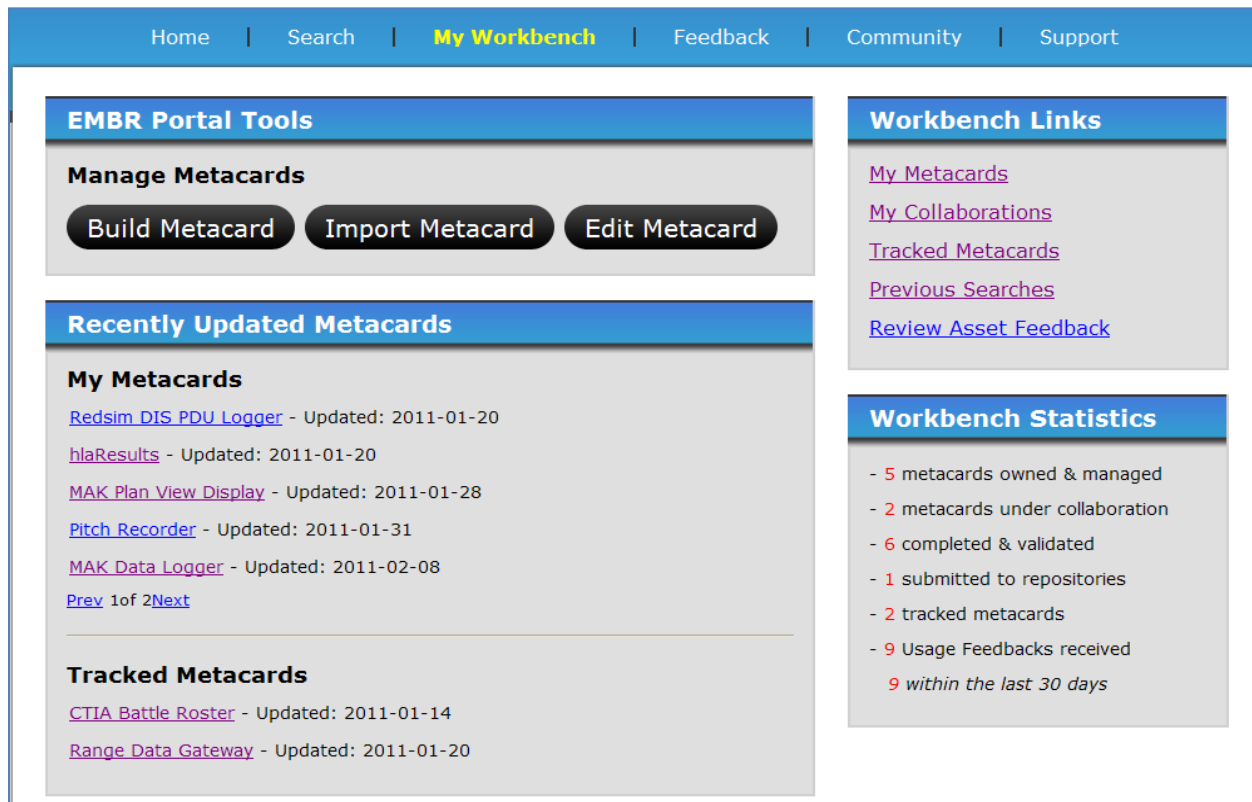 Home | Search | My Workbench | Feedback | Community | Support
EMBR Portal Tools
Manage Metacards
Build Metacard Import Metacard Edit Metacard
Recently Updated Metacards
My Metacards
Redsim DIS PDU Logger - Updated: 2011-01-20
hlaResults - Updated: 2011-01-20
MAK Plan View Display - Updated: 2011-01-28
Pitch Recorder - Updated: 2011-01-31
MAK Data Logger - Updated: 2011-02-08
Prev 1of 2Next
Tracked Metacards
CTIA Battle Roster - Updated: 2011-01-14
Range Data Gateway - Updated: 2011-01-20
Workbench Links
My Metacards
My Collaborations
Tracked Metacards
Previous Searches
Review Asset Feedback
Workbench Statistics
- 5 metacards owned & managed
- 2 metacards under collaboration
- 6 completed & validated
- 1 submitted to repositories
- 2 tracked metacards
- 9 Usage Feedbacks received
9 within the last 30 days